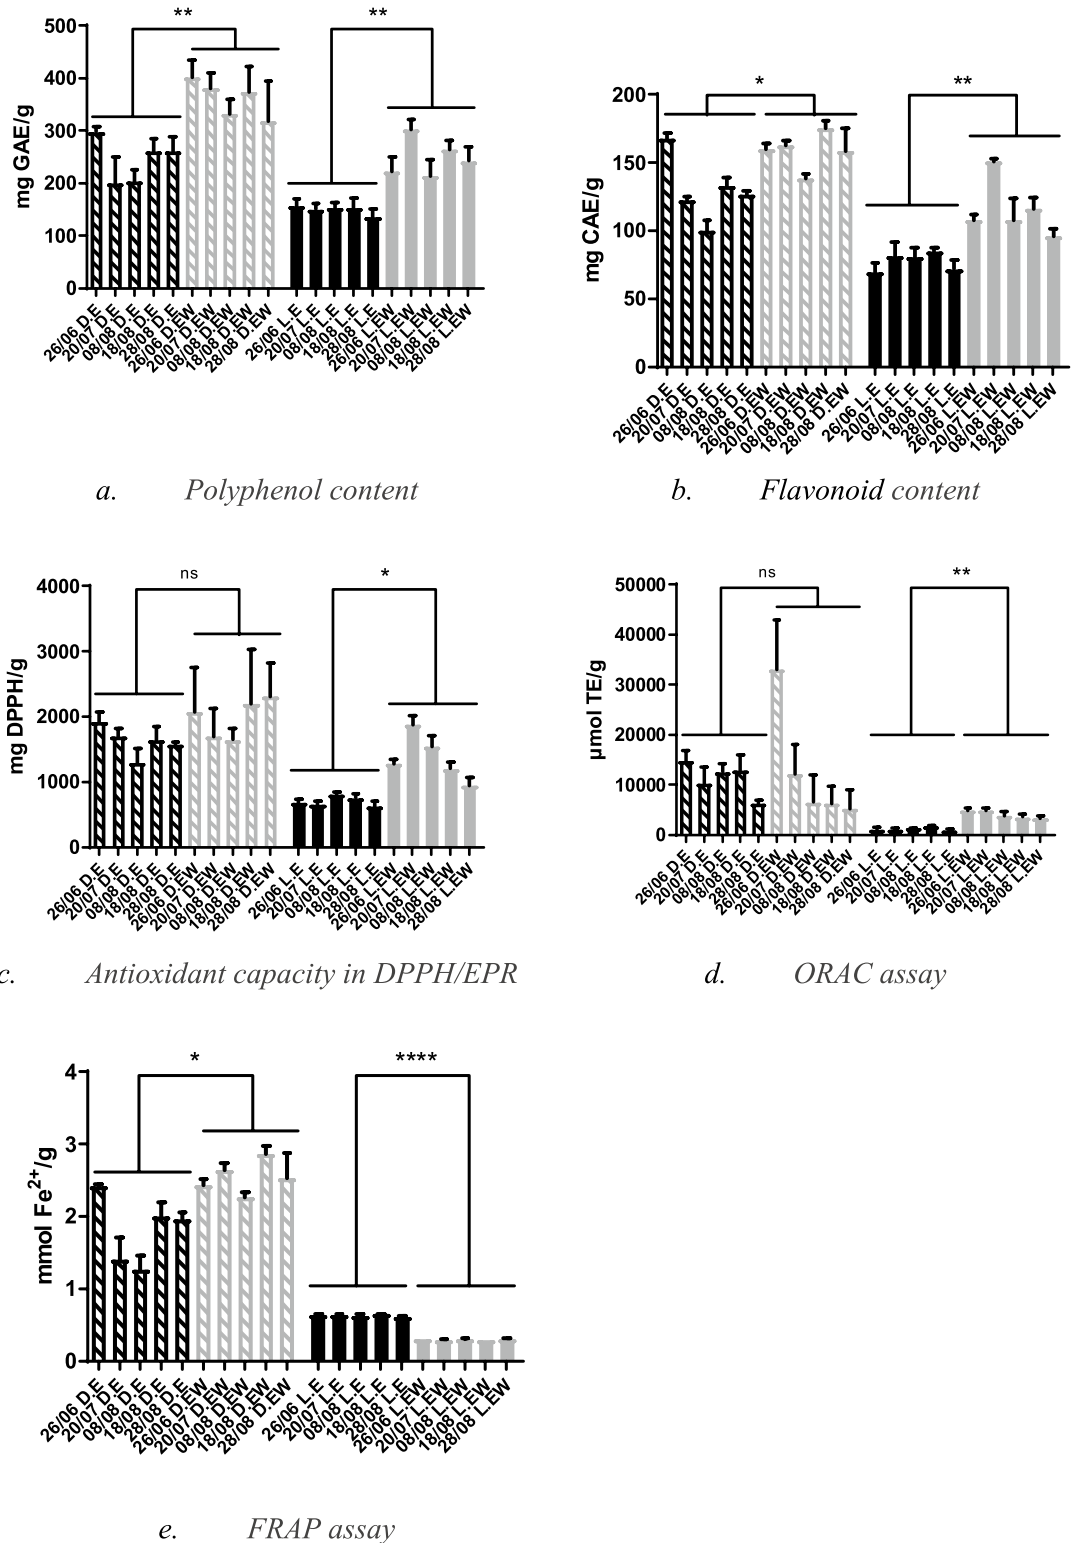 ** **
500
400
300
200
100
0
mg GAE/g
26/06 D.E
20/07 D.E
08/08 D.E
18/08 D.E
28/08 D.E
26/06 D.EW
20/07 D.EW
08/08 D.EW
18/08 D.EW
28/08 D.EW
26/06 L.E
20/07 L.E
08/08 L.E
18/08 L.E
28/08 L.E
26/06 L.EW
20/07 L.EW
08/08 L.EW
18/08 L.EW
28/08 L.EW
a. Polyphenol content
* **
200
150
100
50
0
mg CAE/g
26/06 D.E
20/07 D.E
08/08 D.E
18/08 D.E
28/08 D.E
26/06 D.EW
20/07 D.EW
08/08 D.EW
18/08 D.EW
28/08 D.EW
26/06 L.E
20/07 L.E
08/08 L.E
18/08 L.E
28/08 L.E
26/06 L.EW
20/07 L.EW
08/08 L.EW
18/08 L.EW
28/08 L.EW
b. Flavonoid content
ns *
4000
3000
2000
1000
0
mg DPPH/g
26/06 D.E
20/07 D.E
08/08 D.E
18/08 D.E
28/08 D.E
26/06 D.EW
20/07 D.EW
08/08 D.EW
18/08 D.EW
28/08 D.EW
26/06 L.E
20/07 L.E
08/08 L.E
18/08 L.E
28/08 L.E
26/06 L.EW
20/07 L.EW
08/08 L.EW
18/08 L.EW
28/08 L.EW
c. Antioxidant capacity in DPPH/EPR
ns **
50000
40000
30000
20000
10000
0
µmol TE/g
26/06 D.E
20/07 D.E
08/08 D.E
18/08 D.E
28/08 D.E
26/06 D.EW
20/07 D.EW
08/08 D.EW
18/08 D.EW
28/08 D.EW
26/06 L.E
20/07 L.E
08/08 L.E
18/08 L.E
28/08 L.E
26/06 L.EW
20/07 L.EW
08/08 L.EW
18/08 L.EW
28/08 L.EW
d. ORAC assay
* ****
4
3
2
1
0
mmol Fe2+/g
26/06 D.E
20/07 D.E
08/08 D.E
18/08 D.E
28/08 D.E
26/06 D.EW
20/07 D.EW
08/08 D.EW
18/08 D.EW
28/08 D.EW
26/06 L.E
20/07 L.E
08/08 L.E
18/08 L.E
28/08 L.E
26/06 L.EW
20/07 L.EW
08/08 L.EW
18/08 L.EW
28/08 L.EW
e. FRAP assay